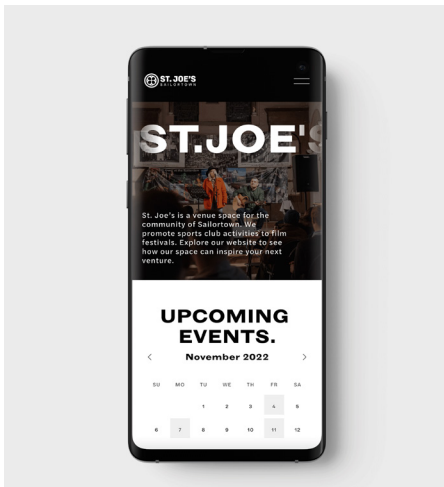 ST. JOE'S
SAILORTOWN
ST.JOE'S
St. Joe's is a venue space for the
community of Sailortown. We
promote sports club activities to film
festivals. Explore our website to see
how our space can inspire your next
venture.
UPCOMING
EVENTS.
November 2022
SU MO TU WE TH FR SA
1 2 3 4 5
6 7 8 9 10 11 12